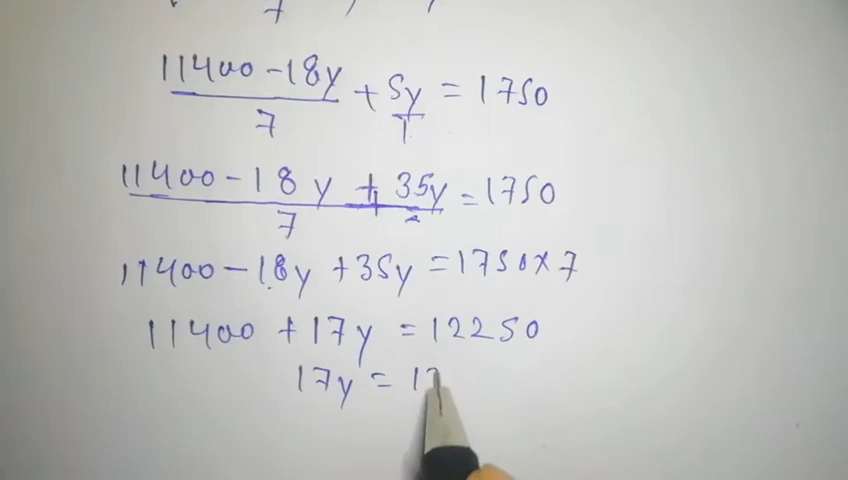 7
11400 - 18y / 7 + 5y / 1 = 1750
11400 - 18y + 35y / 7 = 1750
11400 - 18y + 35y = 1750 × 7
11400 + 17y = 12250
17y = 12